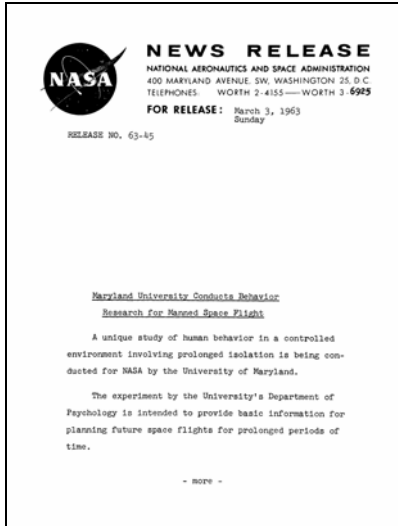 NASA
NEWS RELEASE
NATIONAL AERONAUTICS AND SPACE ADMINISTRATION
400 MARYLAND AVENUE, SW, WASHINGTON 25, D.C.
TELEPHONES: WORTH 2-4155—WORTH 3-6925
FOR RELEASE: March 3, 1963
Sunday
RELEASE NO. 63-45
Maryland University Conducts Behavior
Research for Manned Space Flight
A unique study of human behavior in a controlled
environment involving prolonged isolation is being con-
ducted for NASA by the University of Maryland.
The experiment by the University's Department of
Psychology is intended to provide basic information for
planning future space flights for prolonged periods of
time.
- more -